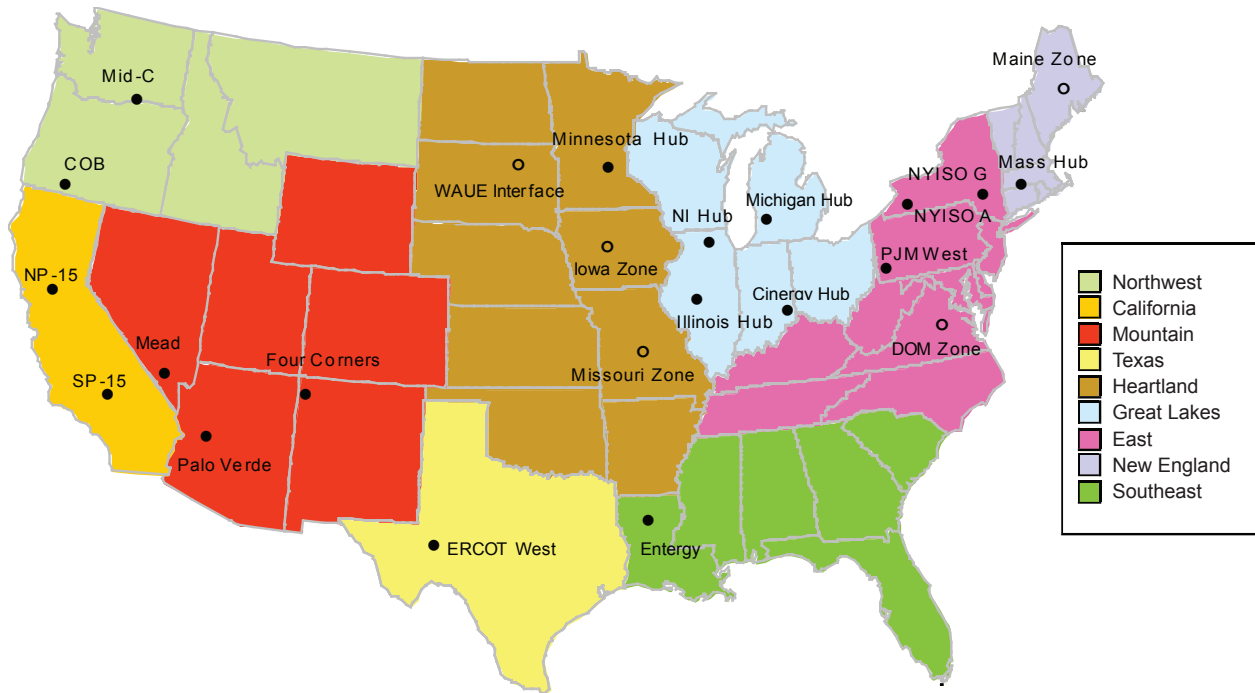 Maine Zone
Mid-C
Minnesota Hub
COB
WAUE Interface
NYISO G
Mass Hub
Michigan Hub
NYISO A
NI Hub
PJM West
Iowa Zone
NP-15
Cinergy Hub
Illinois Hub
DOM Zone
Mead
Four Corners
Missouri Zone
SP-15
Palo Verde
ERCOT West
Entergy
Northwest
California
Mountain
Texas
Heartland
Great Lakes
East
New England
Southeast